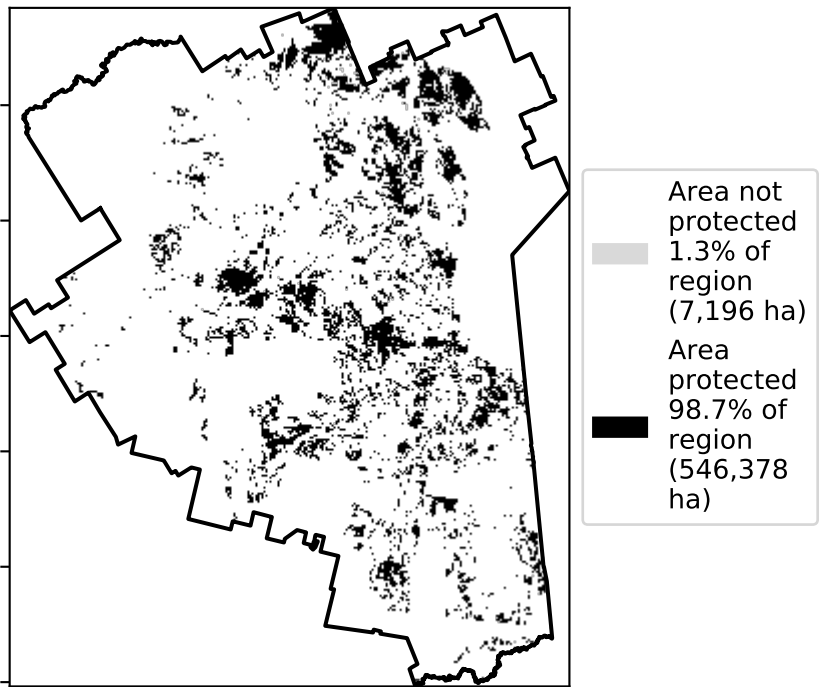 Area not
protected
1.3% of
region
(7,196 ha)
Area
protected
98.7% of
region
(546,378
ha)